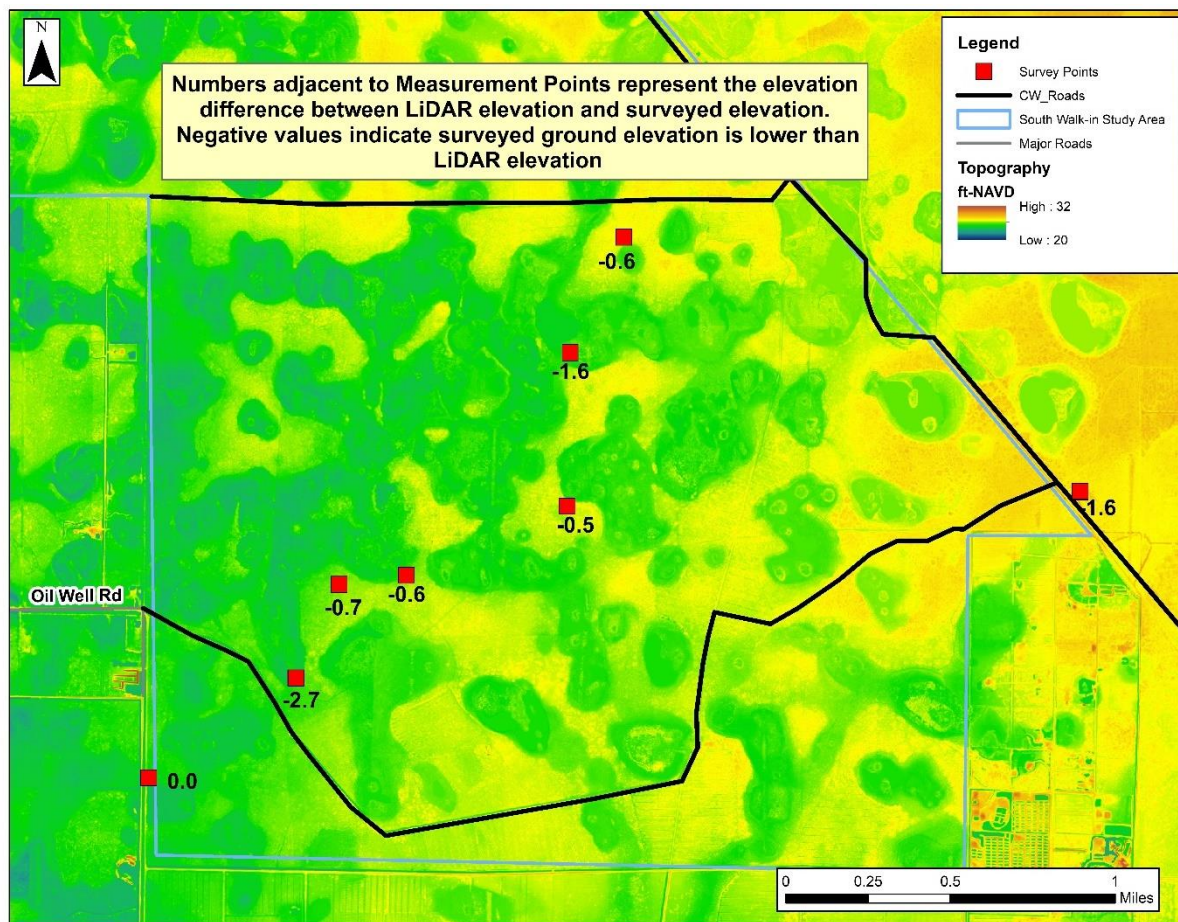 N
Numbers adjacent to Measurement Points represent the elevation
difference between LiDAR elevation and surveyed elevation.
Negative values indicate surveyed ground elevation is lower than
LiDAR elevation
Legend
Survey Points
CW_Roads
South Walk-in Study Area
Major Roads
Topography
ft-NAVD
High : 32
Low : 20
-0.6
-1.6
-1.6
-0.5
-0.6
-0.7
Oil Well Rd
-2.7
0.0
0 0.25 0.5 1
Miles